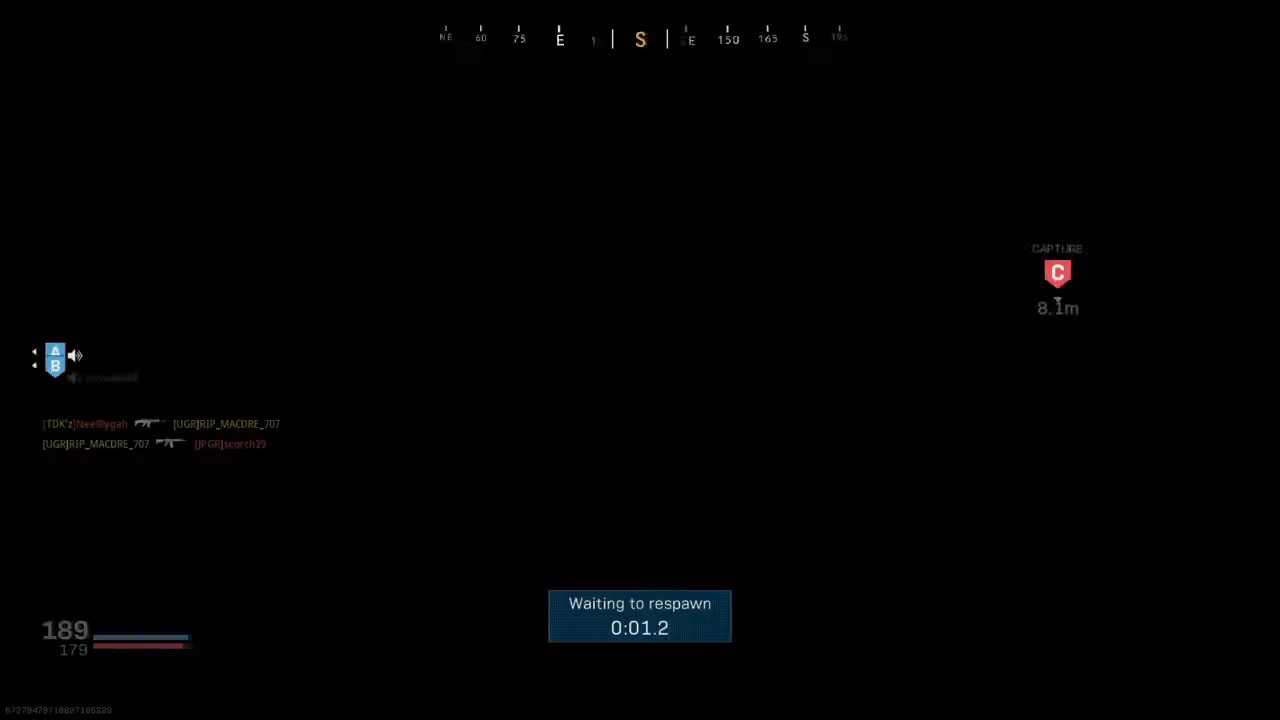 NE 60 75 E S E 150 165 S 195
CAPTURE
C
8.1m
A
B
[TDK'z]NeelRygah [UGR]RIP_MACDRE_707
[UGR]RIP_MACDRE_707 [JPGR]scorch29
Waiting to respawn
0:01.2
189
179